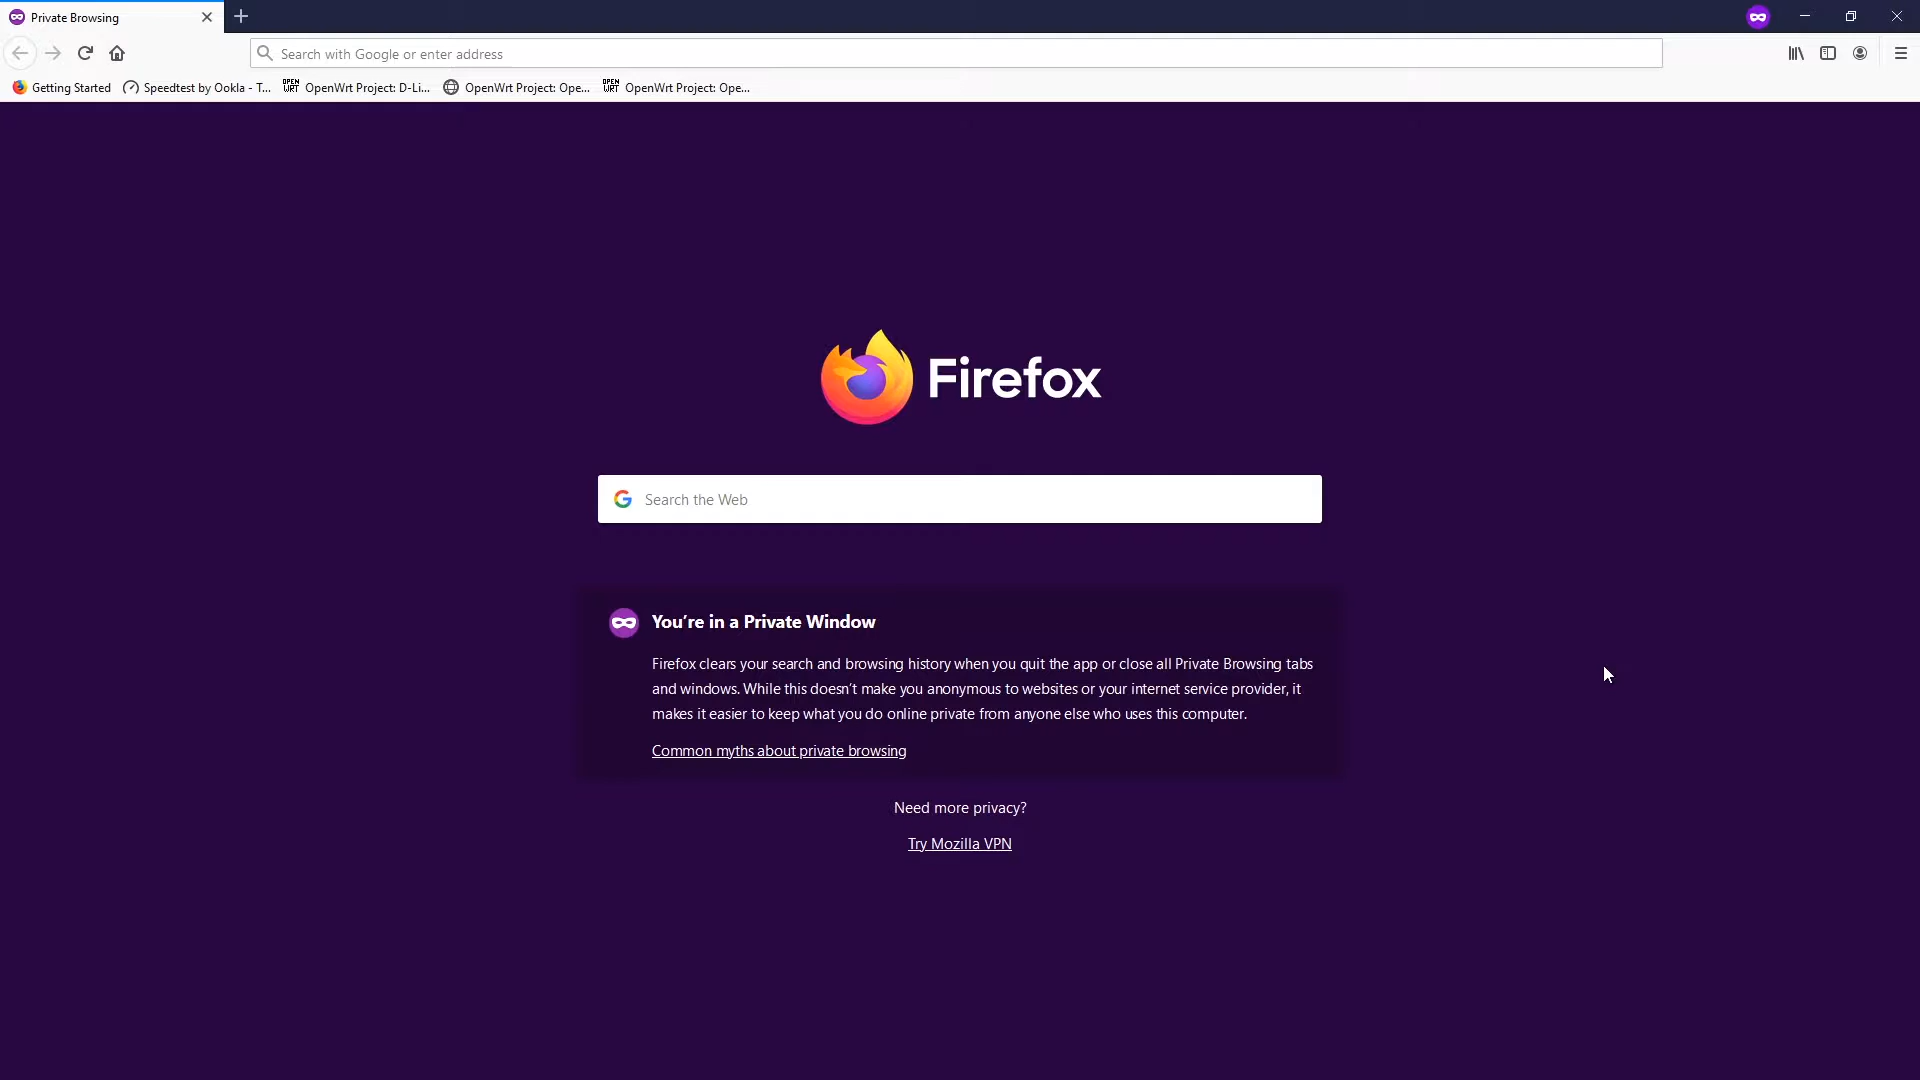 Private Browsing
Search with Google or enter address
Getting Started Speedtest by Ookla - T... OpenWrt Project: D-Li... OpenWrt Project: Ope... OpenWrt Project: Ope...
Firefox
Search the Web
You're in a Private Window
Firefox clears your search and browsing history when you quit the app or close all Private Browsing tabs
and windows. While this doesn't make you anonymous to websites or your internet service provider, it
makes it easier to keep what you do online private from anyone else who uses this computer.
Common myths about private browsing
Need more privacy?
Try Mozilla VPN